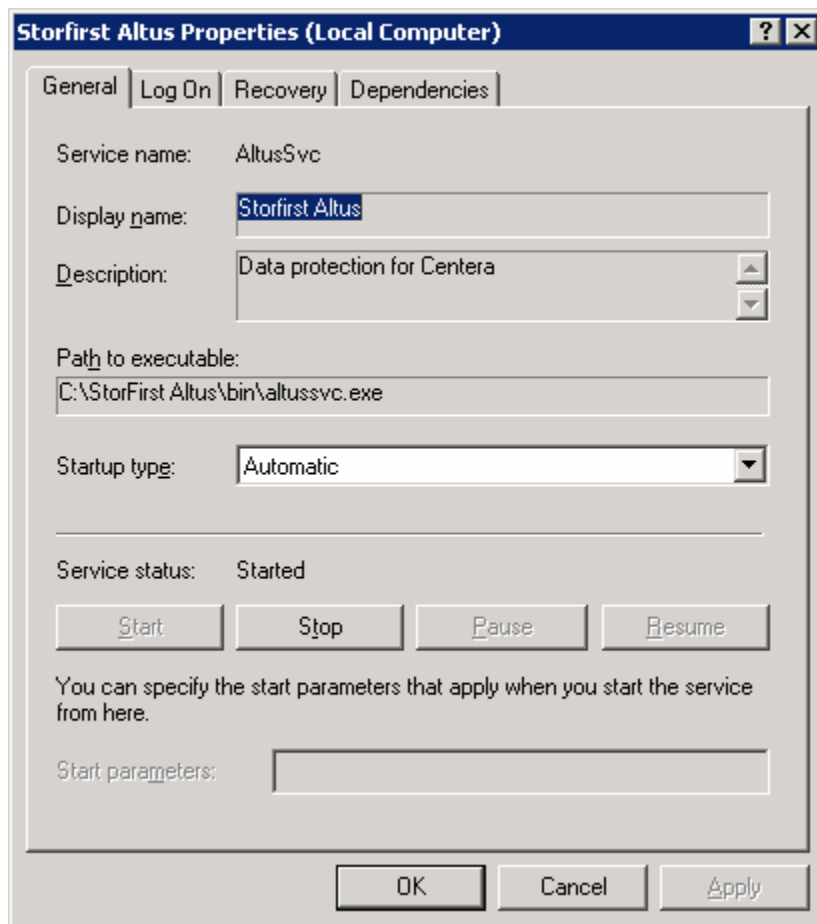 Storfirst Altus Properties (Local Computer)
General Log On Recovery Dependencies
Service name: AltusSvc
Display name: Storfirst Altus
Description: Data protection for Centera
Path to executable:
C:\StorFirst Altus\bin\altussvc.exe
Startup type: Automatic
Service status: Started
Start Stop Pause Resume
You can specify the start parameters that apply when you start the service
from here.
Start parameters:
OK Cancel Apply